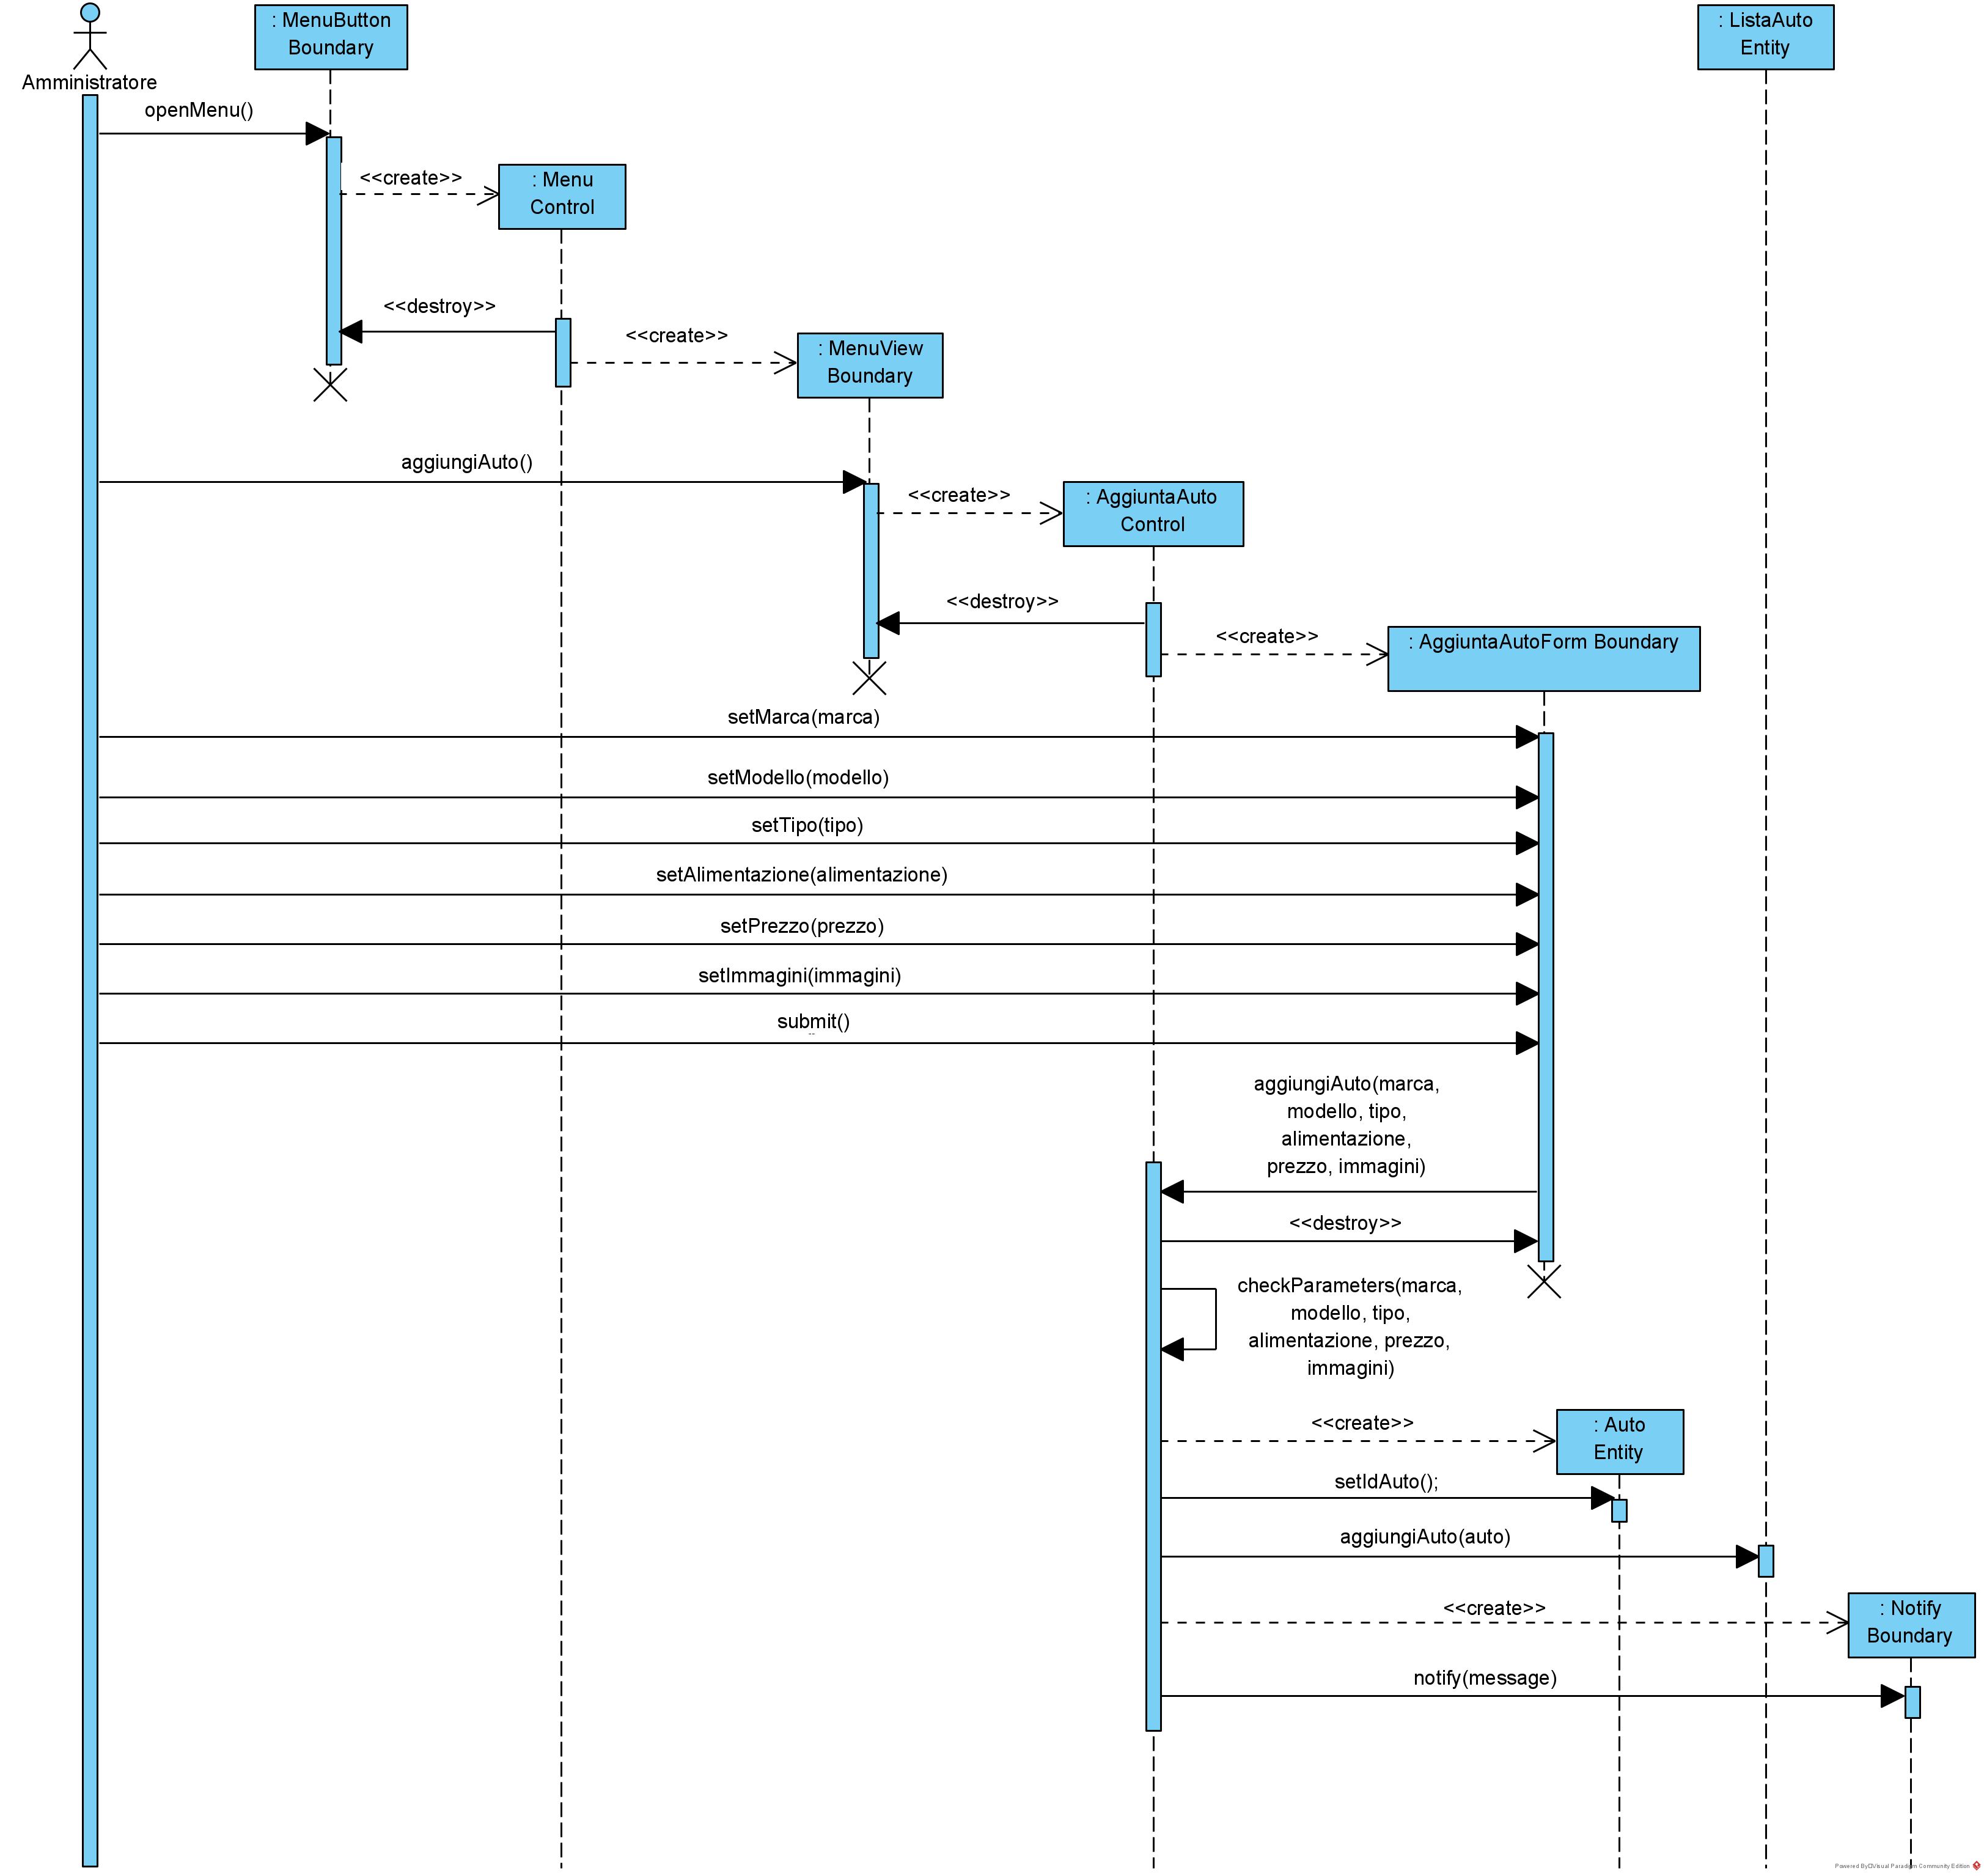 : MenuButton
Boundary
: ListaAuto
Entity
Amministratore
openMenu()
<<create>>
: Menu
Control
<<destroy>>
<<create>>
: MenuView
Boundary
aggiungiAuto()
<<create>>
: AggiuntaAuto
Control
<<destroy>>
<<create>>
: AggiuntaAutoForm Boundary
setMarca(marca)
setModello(modello)
setTipo(tipo)
setAlimentazione(alimentazione)
setPrezzo(prezzo)
setImmagini(immagini)
submit()
aggiungiAuto(marca,
modello, tipo,
alimentazione,
prezzo, immagini)
<<destroy>>
checkParameters(marca,
modello, tipo,
alimentazione, prezzo,
immagini)
<<create>>
: Auto
Entity
setIdAuto();
aggiungiAuto(auto)
<<create>>
: Notify
Boundary
notify(message)
Powered By Visual Paradigm Community Edition